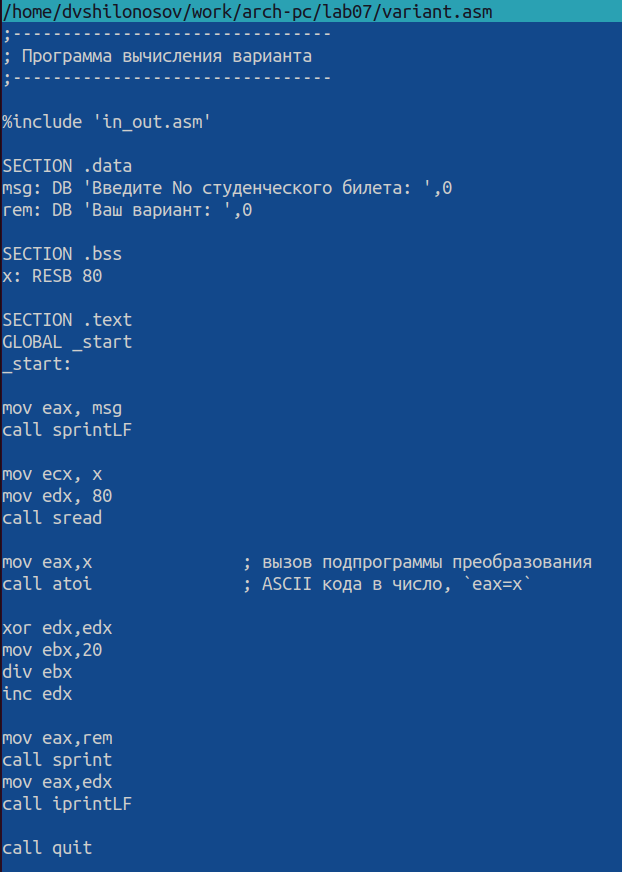 /home/dvshilonosov/work/arch-pc/lab07/variant.asm
;--------------------------------
; Программа вычисления варианта
;--------------------------------
%include 'in_out.asm'
SECTION .data
msg: DB 'Введите No студенческого билета: ',0
rem: DB 'Ваш вариант: ',0
SECTION .bss
x: RESB 80
SECTION .text
GLOBAL _start
_start:
mov eax, msg
call sprintLF
mov ecx, x
mov edx, 80
call sread
mov eax,x ; вызов подпрограммы преобразования
call atoi ; ASCII кода в число, `eax=x`
xor edx,edx
mov ebx,20
div ebx
inc edx
mov eax,rem
call sprint
mov eax,edx
call iprintLF
call quit